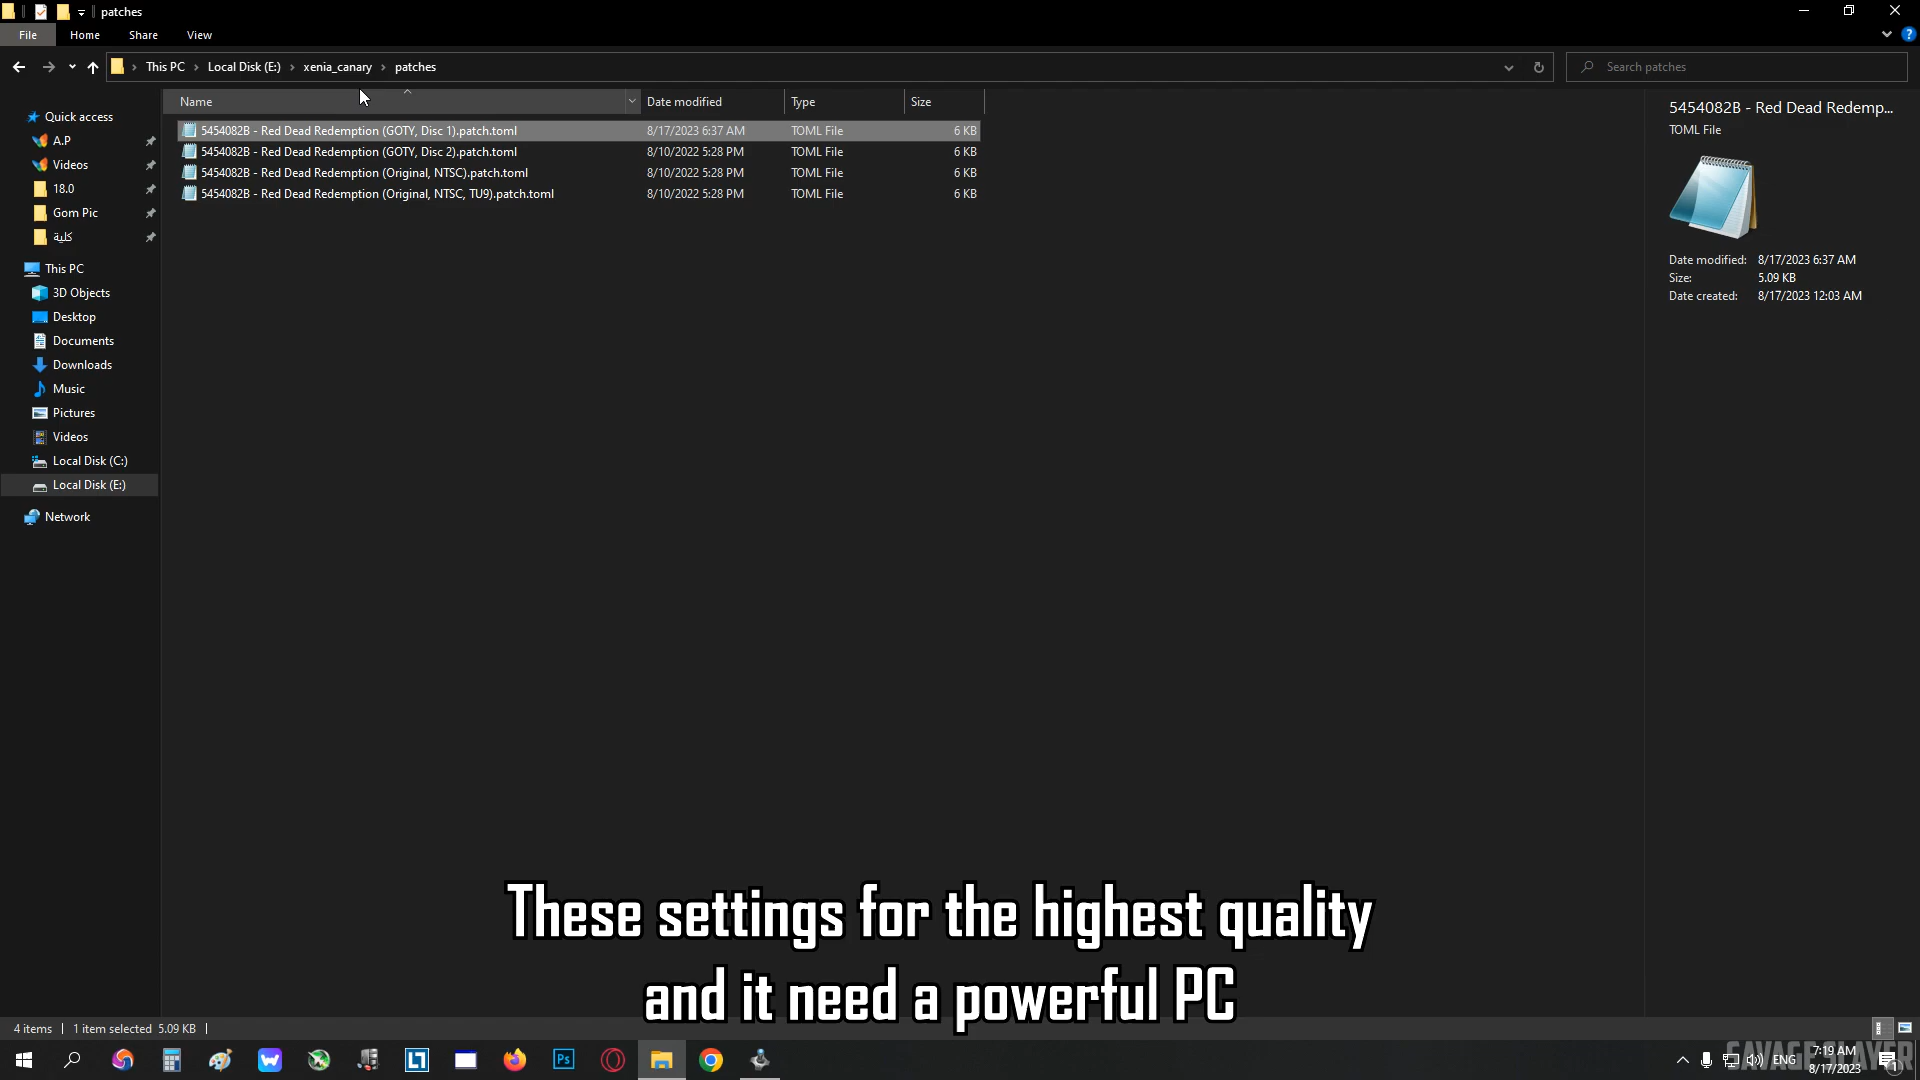 patches
File Home Share View
This PC > Local Disk (E:) > xenia_canary > patches
Search patches
Name Date modified Type Size
5454082B - Red Dead Redemption (GOTY, Disc 1).patch.toml 8/17/2023 6:37 AM TOML File 6 KB
5454082B - Red Dead Redemption (GOTY, Disc 2).patch.toml 8/10/2022 5:28 PM TOML File 6 KB
5454082B - Red Dead Redemption (Original, NTSC).patch.toml 8/10/2022 5:28 PM TOML File 6 KB
5454082B - Red Dead Redemption (Original, NTSC, TU9).patch.toml 8/10/2022 5:28 PM TOML File 6 KB
Quick access
A.P
Videos
18.0
Gom Pic
كلية
This PC
3D Objects
Desktop
Documents
Downloads
Music
Pictures
Videos
Local Disk (C:)
Local Disk (E:)
Network
5454082B - Red Dead Redemp...
TOML File
Date modified: 8/17/2023 6:37 AM
Size: 5.09 KB
Date created: 8/17/2023 12:03 AM
These settings for the highest quality
and it need a powerful PC
4 items 1 item selected 5.09 KB
Ps
ENG
7:19 AM
8/17/2023
1
SAVAGE SLAYER